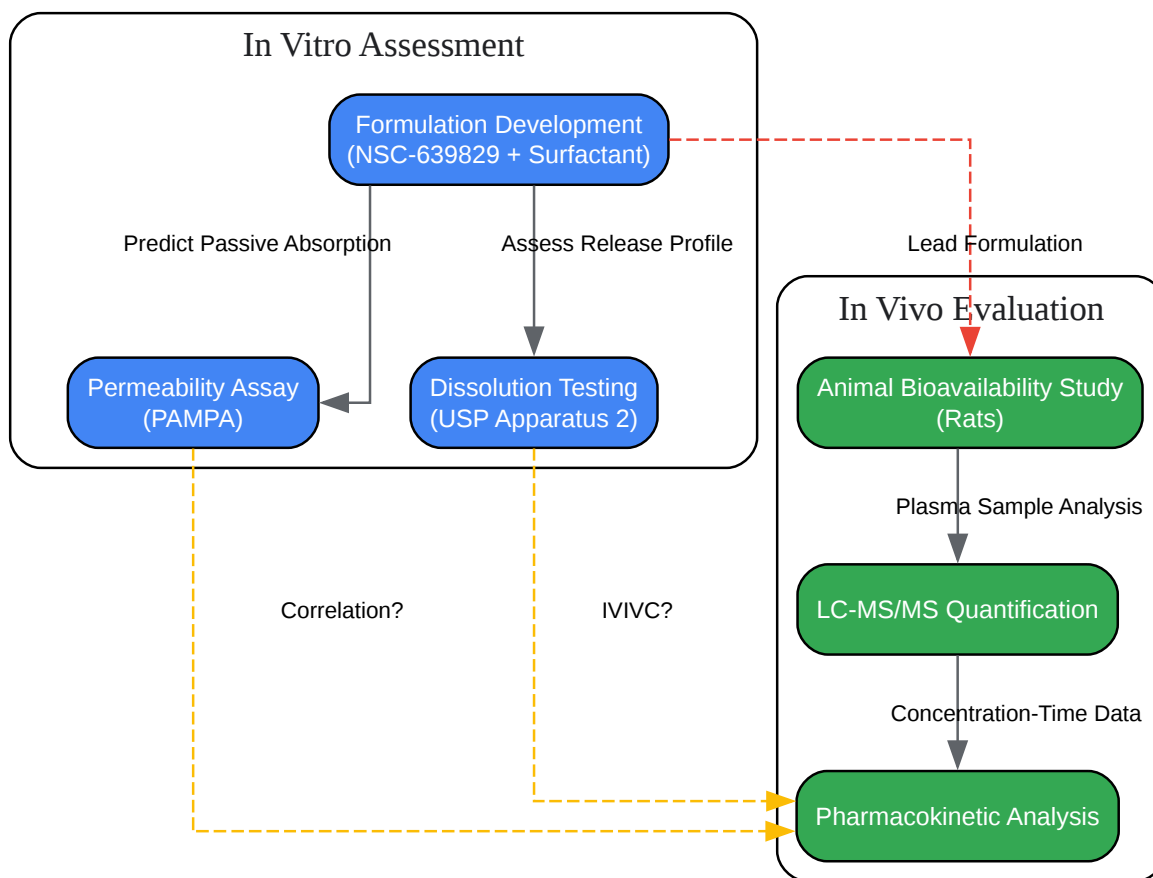 In Vitro Assessment
Formulation Development
(NSC-639829 + Surfactant)
Predict Passive Absorption
Assess Release Profile
Lead Formulation
In Vivo Evaluation
Permeability Assay
(PAMPA)
Dissolution Testing
(USP Apparatus 2)
Animal Bioavailability Study
(Rats)
Plasma Sample Analysis
LC-MS/MS Quantification
Correlation?
IVIVC?
Concentration-Time Data
Pharmacokinetic Analysis